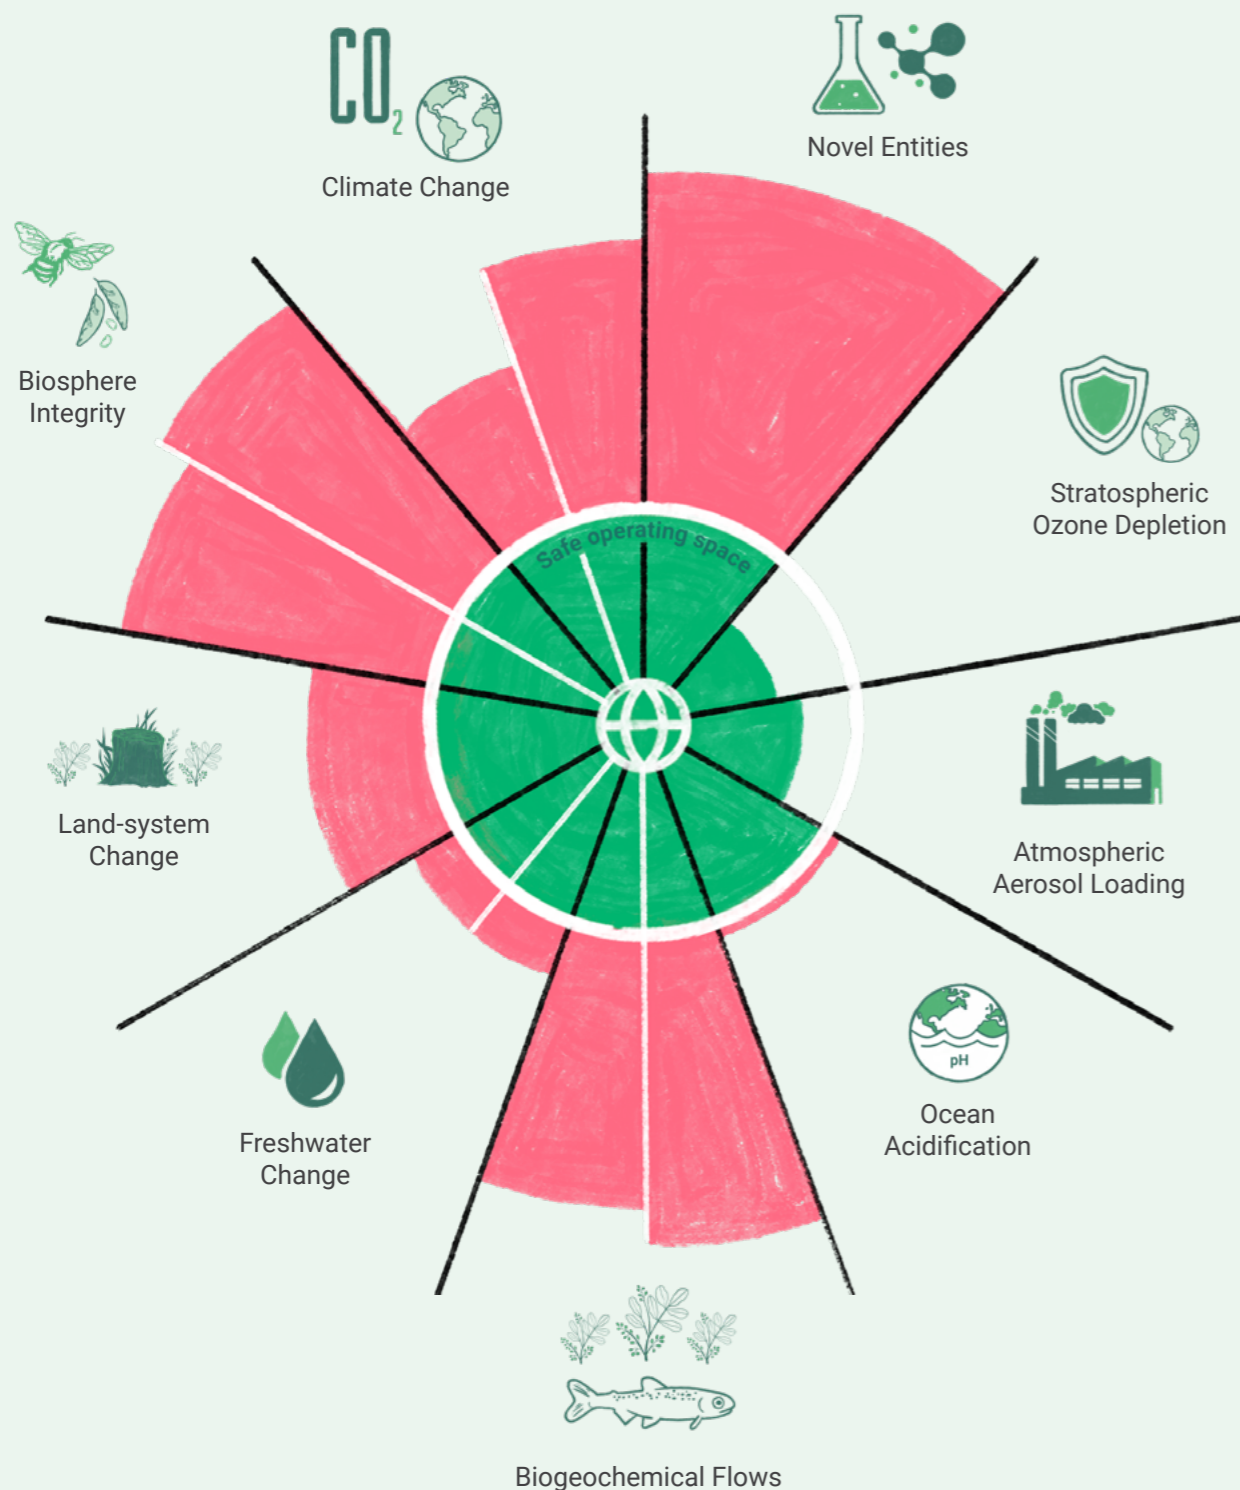 CO2
Climate Change
Novel Entities
Biosphere
Integrity
Stratospheric
Ozone Depletion
Safe operating space
Land-system
Change
Atmospheric
Aerosol Loading
pH
Ocean
Acidification
Freshwater
Change
Biogeochemical Flows